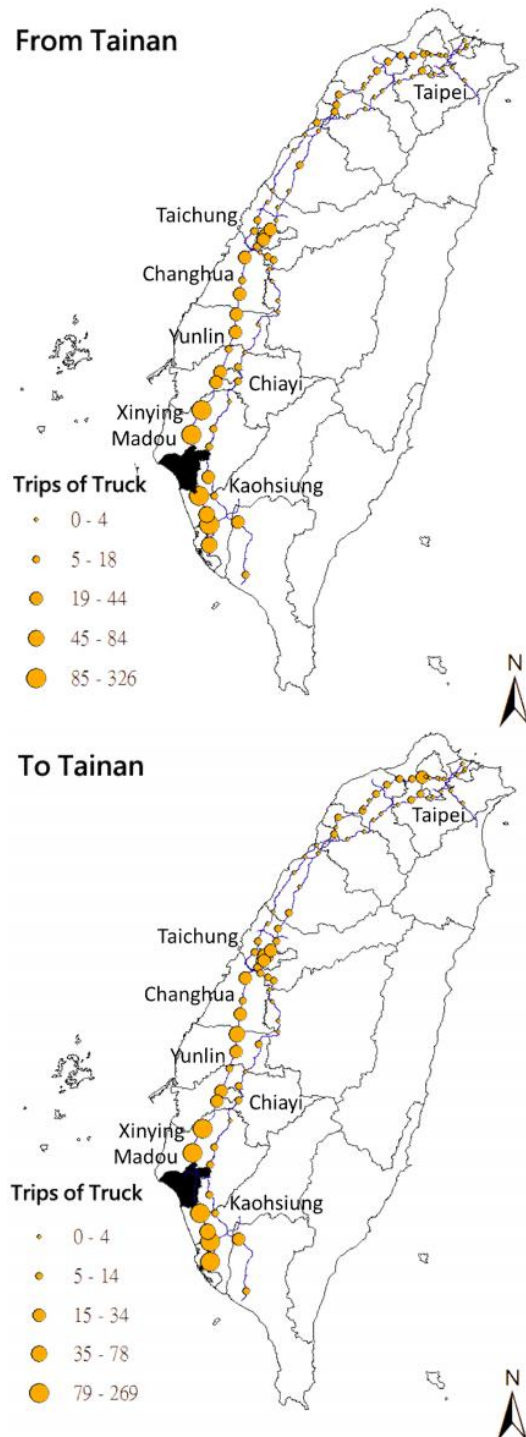 From Tainan
Taipei
Taichung
Changhua
Yunlin
Chiayi
Xinying
Madou
Kaohsiung
Trips of Truck
0 - 4
5 - 18
19 - 44
45 - 84
85 - 326
N
To Tainan
Taipei
Taichung
Changhua
Yunlin
Chiayi
Xinying
Madou
Kaohsiung
Trips of Truck
0 - 4
5 - 14
15 - 34
35 - 78
79 - 269
N